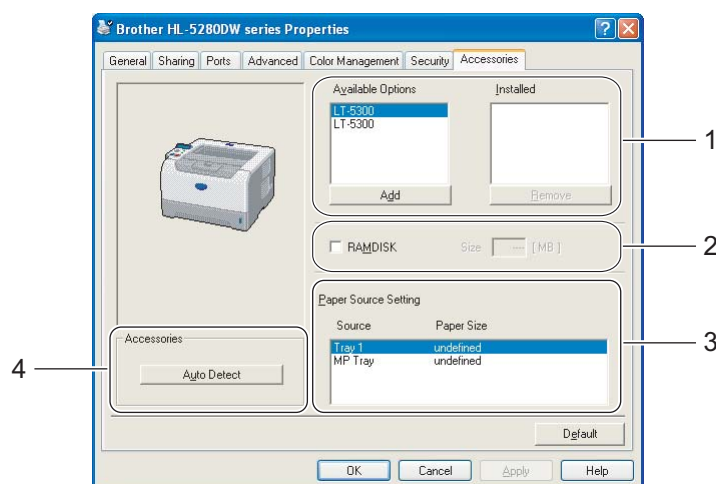 Brother HL-5280DW series Properties
General Sharing Ports Advanced Color Management Security Accessories
Available Options Installed
LT-5300
LT-5300
1
Add Remove
RAMDISK Size --- [MB]
2
Paper Source Setting
Source Paper Size
Tray 1 undefined
MP Tray undefined
3
Accessories
Auto Detect
4
Default
OK Cancel Apply Help